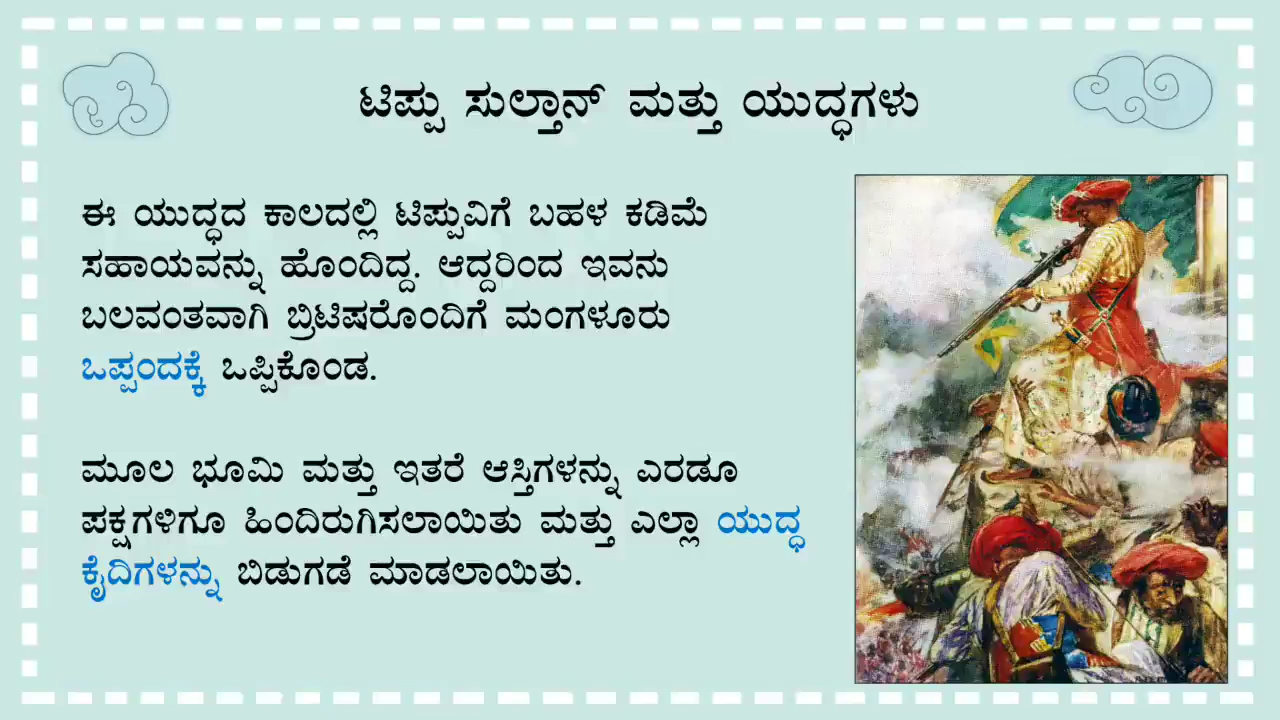 ಟಿಪ್ಪು ಸುಲ್ತಾನ್ ಮತ್ತು ಯುದ್ಧಗಳು
ಈ ಯುದ್ಧದ ಕಾಲದಲ್ಲಿ ಟಿಪ್ಪುವಿಗೆ ಬಹಳ ಕಡಿಮೆ
ಸಹಾಯವನ್ನು ಹೊಂದಿದ್ದ. ಆದ್ದರಿಂದ ಇವನು
ಬಲವಂತವಾಗಿ ಬ್ರಿಟಿಷರೊಂದಿಗೆ ಮಂಗಳೂರು
ಒಪ್ಪಂದಕ್ಕೆ ಒಪ್ಪಿಕೊಂಡ.
ಮೂಲ ಭೂಮಿ ಮತ್ತು ಇತರೆ ಆಸ್ತಿಗಳನ್ನು ಎರಡೂ
ಪಕ್ಷಗಳಿಗೂ ಹಿಂದಿರುಗಿಸಲಾಯಿತು ಮತ್ತು ಎಲ್ಲಾ ಯುದ್ಧ
ಕೈದಿಗಳನ್ನು ಬಿಡುಗಡೆ ಮಾಡಲಾಯಿತು.